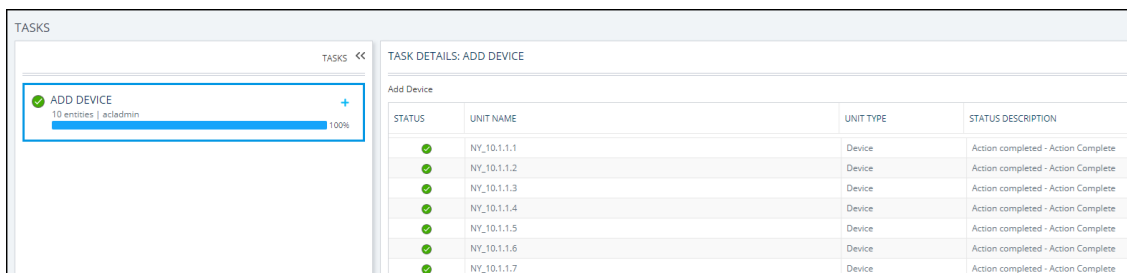 TASKS
TASKS <<
ADD DEVICE +
10 entities | acladmin
100%
TASK DETAILS: ADD DEVICE
Add Device
STATUS UNIT NAME UNIT TYPE STATUS DESCRIPTION
NY_10.1.1.1 Device Action completed - Action Complete
NY_10.1.1.2 Device Action completed - Action Complete
NY_10.1.1.3 Device Action completed - Action Complete
NY_10.1.1.4 Device Action completed - Action Complete
NY_10.1.1.5 Device Action completed - Action Complete
NY_10.1.1.6 Device Action completed - Action Complete
NY_10.1.1.7 Device Action completed - Action Complete